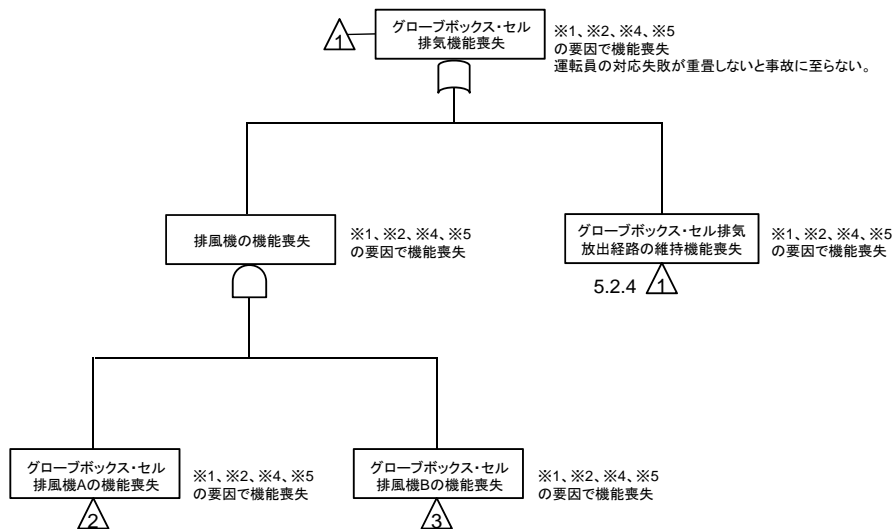 1
グローブボックス・セル
排気機能喪失
※1、※2、※4、※5
の要因で機能喪失
運転員の対応失敗が重畳しないと事故に至らない。
排風機の機能喪失
※1、※2、※4、※5
の要因で機能喪失
グローブボックス・セル排気
放出経路の維持機能喪失
※1、※2、※4、※5
の要因で機能喪失
5.2.4 1
グローブボックス・セル
排風機Aの機能喪失
※1、※2、※4、※5
の要因で機能喪失
2
グローブボックス・セル
排風機Bの機能喪失
※1、※2、※4、※5
の要因で機能喪失
3